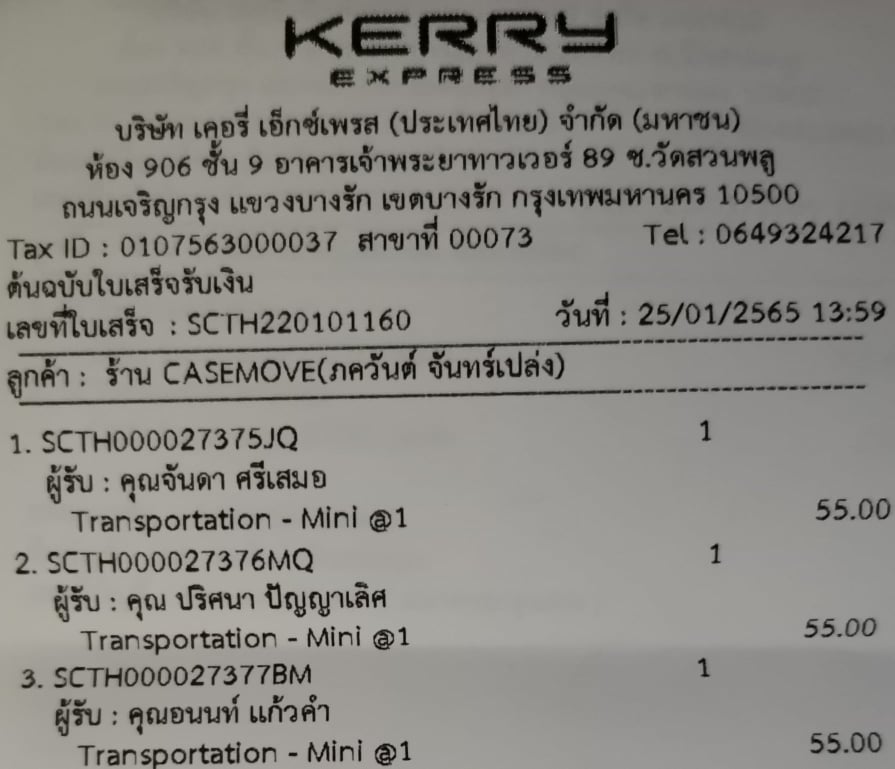 KERRY
EXPRESS
บริษัท เคอรี่ เอ็กซ์เพรส (ประเทศไทย) จำกัด (มหาชน)
ห้อง 906 ชั้น 9 อาคารเจ้าพระยาทาวเวอร์ 89 ซ.วัดสวนพลู
ถนนเจริญกรุง แขวงบางรัก เขตบางรัก กรุงเทพมหานคร 10500
Tax ID : 0107563000037 สาขาที่ 00073 Tel : 0649324217
ต้นฉบับใบเสร็จรับเงิน
เลขที่ใบเสร็จ : SCTH220101160 วันที่ : 25/01/2565 13:59
ลูกค้า : ร้าน CASEMOVE(ภควันต์ จันทร์เปล่ง)
1. SCTH000027375JQ 1
ผู้รับ : คุณจันดา ศรีเสมอ
Transportation - Mini @1 55.00
2. SCTH000027376MQ 1
ผู้รับ : คุณ ปริศนา ปัญญาเลิศ
Transportation - Mini @1 55.00
3. SCTH000027377BM 1
ผู้รับ : คุณอนนท์ แก้วคำ
Transportation - Mini @1 55.00